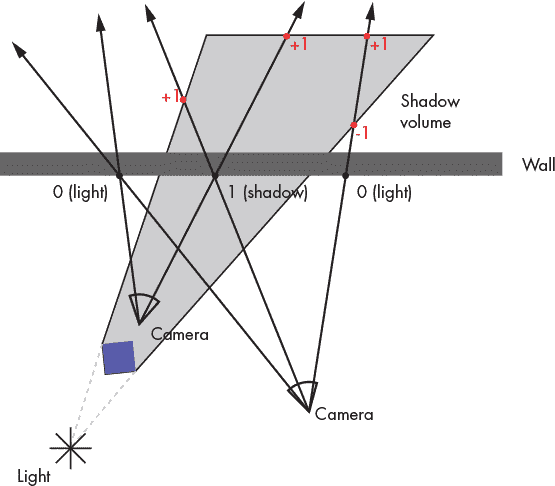 +1
+1
+1
Shadow
volume
-1
Wall
0 (light)
1 (shadow)
0 (light)
Camera
Camera
Light